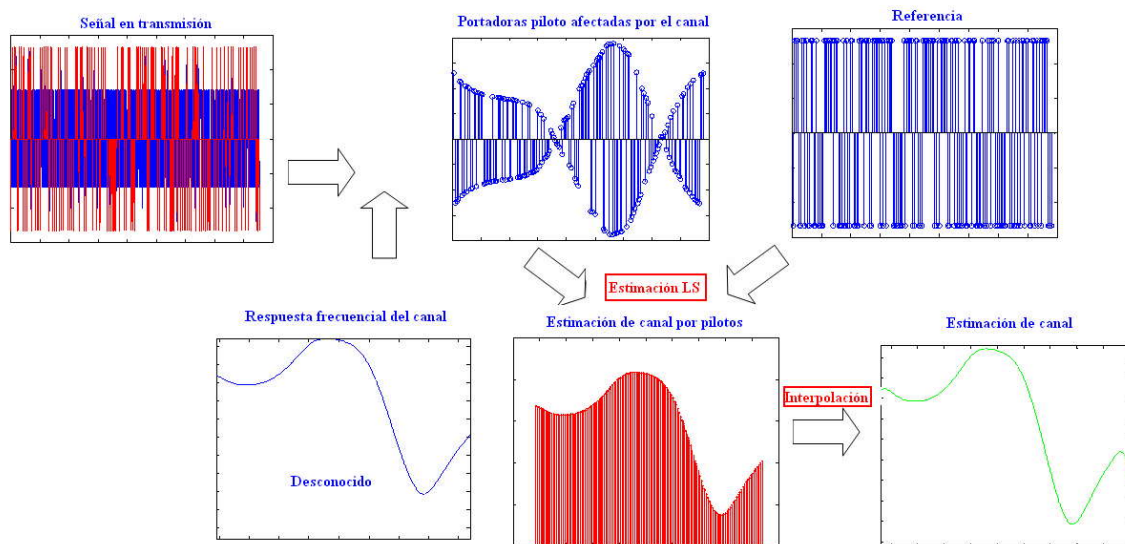 Señal en transmisión
Portadoras piloto afectadas por el canal
Referencia
Estimación LS
Respuesta frecuencial del canal
Estimación de canal por pilotos
Estimación de canal
Interpolación
Desconocido